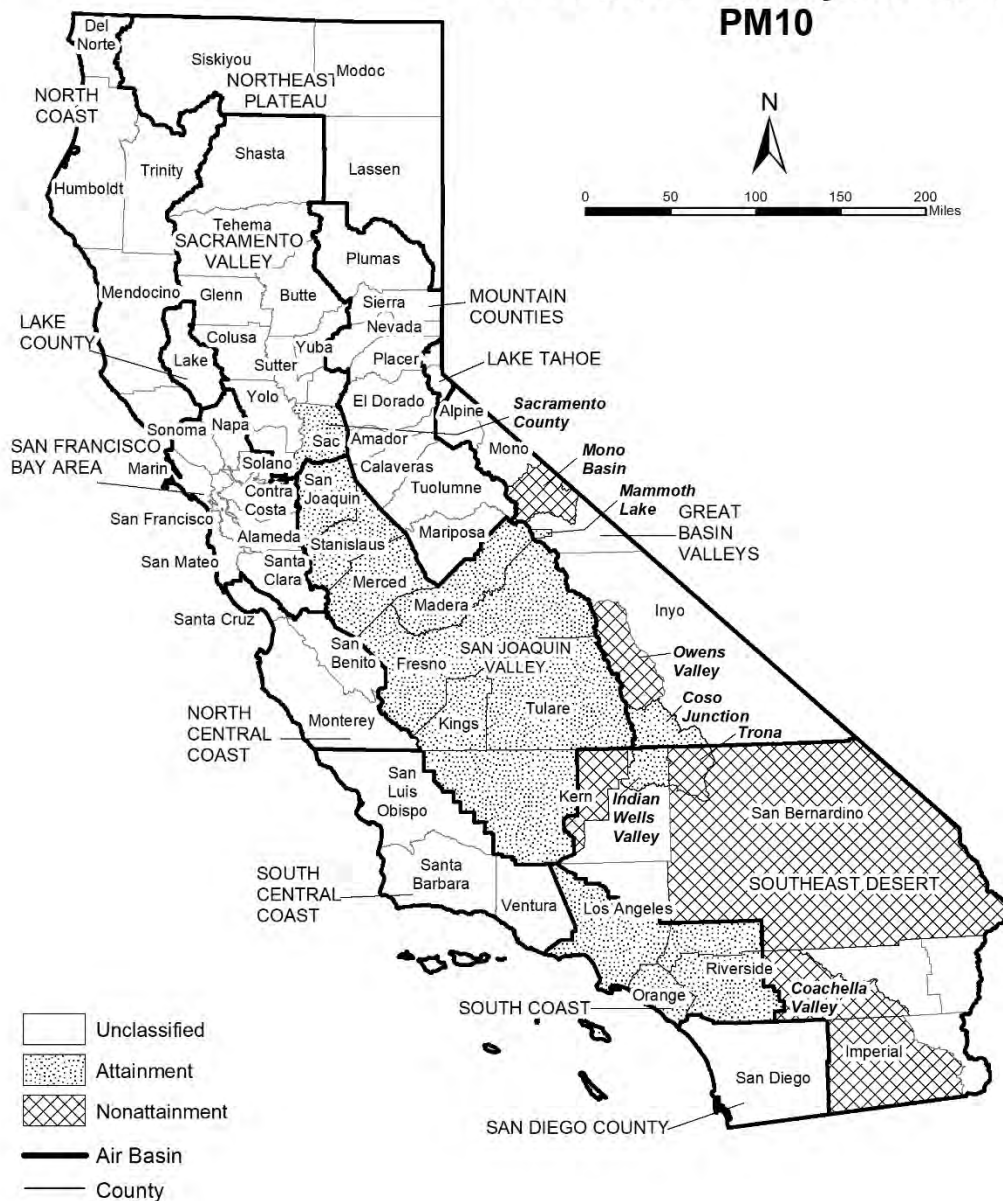 PM10
N
0 50 100 150 200
Miles
Del
Norte
Siskiyou
Modoc
NORTHEAST
PLATEAU
NORTH
COAST
Shasta
Trinity
Lassen
Humboldt
Tehema
SACRAMENTO
VALLEY
Plumas
Mendocino
Glenn
Butte
Sierra
MOUNTAIN
COUNTIES
Nevada
LAKE
COUNTY
Colusa
Yuba
Lake
Sutter
Placer
LAKE TAHOE
Yolo
El Dorado
Alpine
Sacramento
County
Sonoma
Napa
Sac
Amador
Mono
Mono
Basin
SAN FRANCISCO
BAY AREA
Marin
Solano
Calaveras
San
Joaquin
Contra
Costa
Tuolumne
Mammoth
Lake
GREAT
BASIN
VALLEYS
San Francisco
Alameda
Stanislaus
Mariposa
San Mateo
Santa
Clara
Merced
Madera
Inyo
Santa Cruz
San
Benito
Fresno
SAN JOAQUIN
VALLEY
Owens
Valley
Coso
Junction
Trona
NORTH
CENTRAL
COAST
Monterey
Kings
Tulare
San
Luis
Obispo
Kern
Indian
Wells
Valley
San Bernardino
SOUTH
CENTRAL
COAST
Santa
Barbara
SOUTHEAST DESERT
Ventura
Los Angeles
Riverside
Coachella
Valley
Orange
SOUTH COAST
Imperial
San Diego
SAN DIEGO COUNTY
Unclassified
Attainment
Nonattainment
Air Basin
County